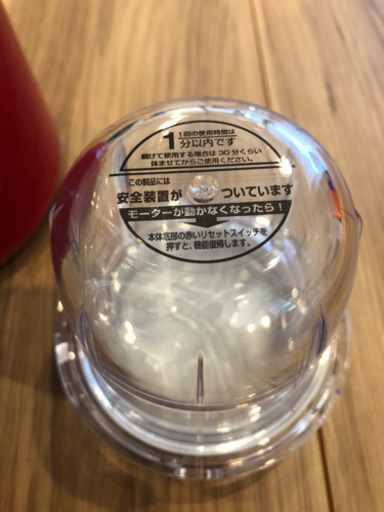 1回の使用時間は
1分以内です
続けて使用する場合は30分くらい
休ませてからご使用ください。
この製品には
安全装置が ついています
モーターが動かなくなったら!
本体底部の赤いリセットスイッチを
押すと、機能復帰します。